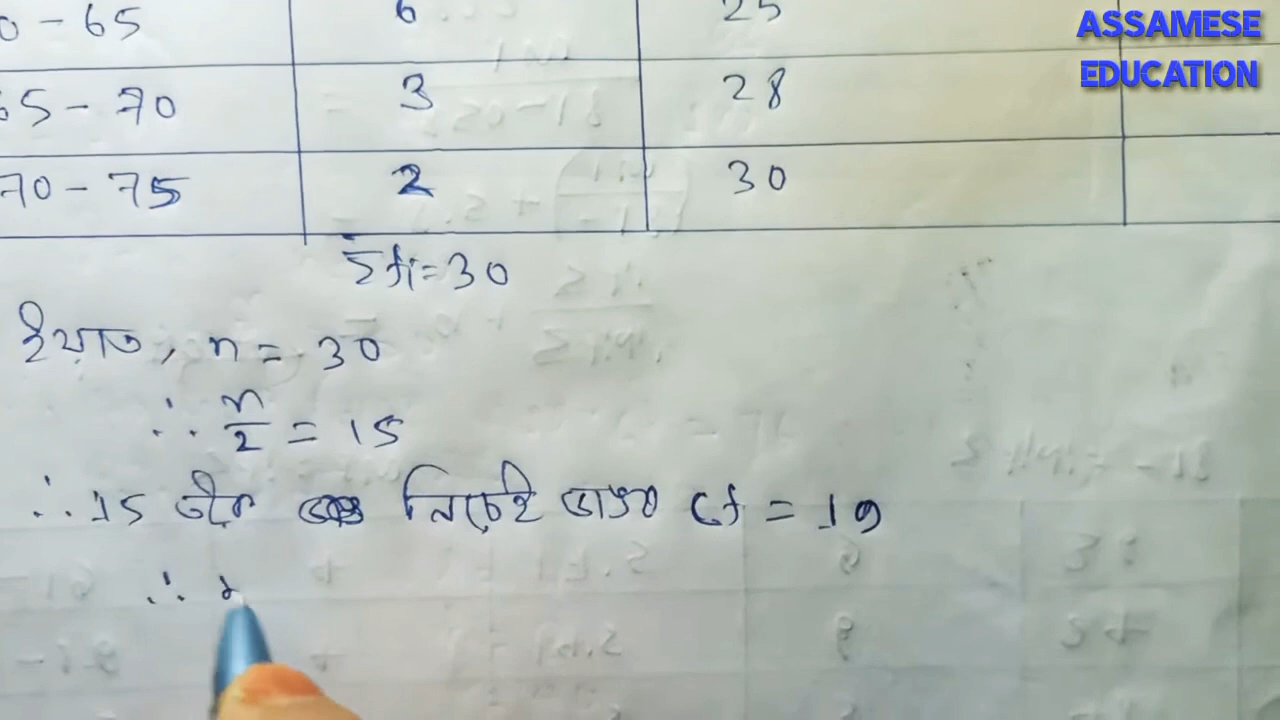 ASSAMESE
EDUCATION
0 - 65 6 25
65 - 70 3 28
70 - 75 2 30
Σfi = 30
ইয়াত, n = 30
∴ n/2 = 15
∴ 15 নিচেই ডাঙৰ cf = 19
∴